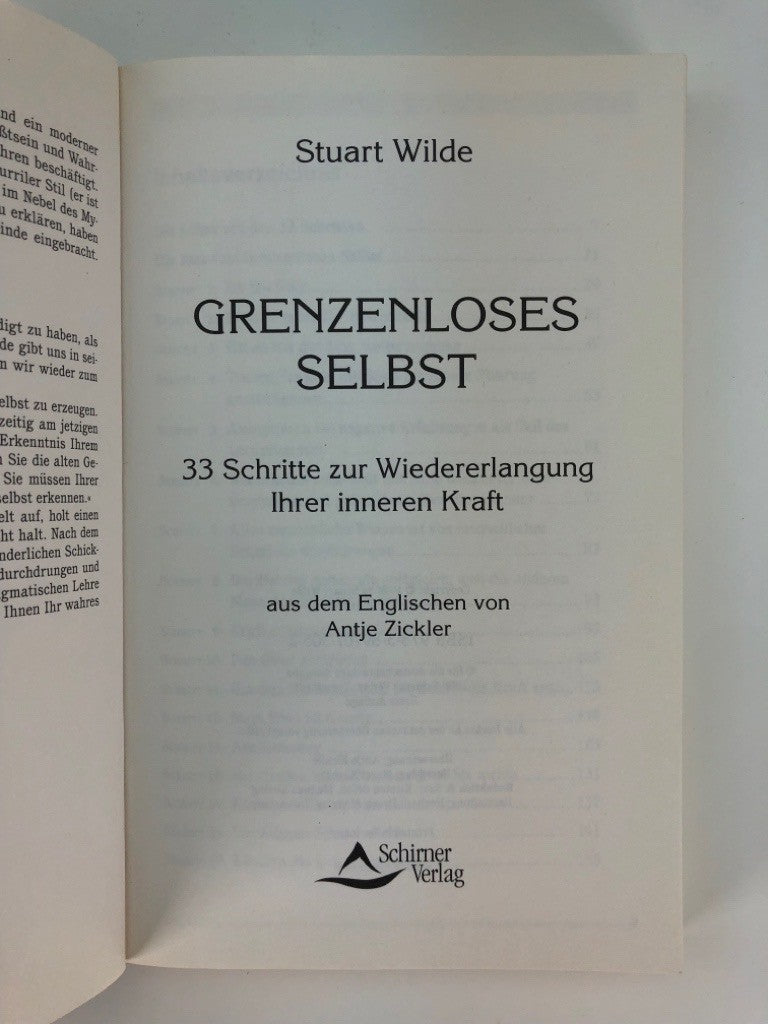 nd ein moderner
ßtsein und Wahr-
hren beschäftigt.
urriler Stil (er ist
im Nebel des My-
u erklären, haben
inde eingebracht.
digt zu haben, als
de gibt uns in sei-
n wir wieder zum
elbst zu erzeugen.
zeitig am jetzigen
Erkenntnis Ihrem
n Sie die alten Ge-
Sie müssen Ihrer
selbst erkennen.«
elt auf, holt einen
ht halt. Nach dem
nderlichen Schick-
durchdrungen und
gmatischen Lehre
Ihnen Ihr wahres
Stuart Wilde
GRENZENLOSES
SELBST
33 Schritte zur Wiedererlangung
Ihrer inneren Kraft
aus dem Englischen von
Antje Zickler
Schirner
Verlag